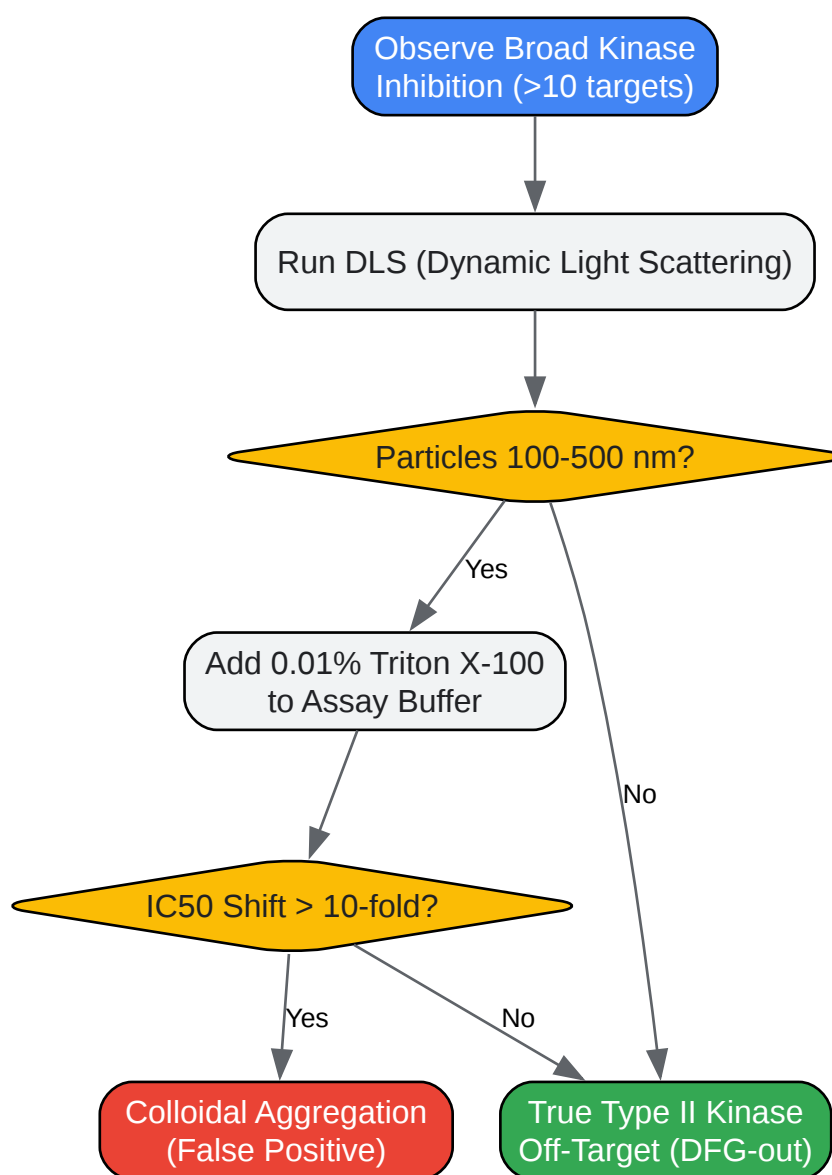 Observe Broad Kinase
Inhibition (>10 targets)
Run DLS (Dynamic Light Scattering)
Particles 100-500 nm?
Yes
Add 0.01% Triton X-100
to Assay Buffer
No
IC50 Shift > 10-fold?
Yes
No
Colloidal Aggregation
(False Positive)
True Type II Kinase
Off-Target (DFG-out)